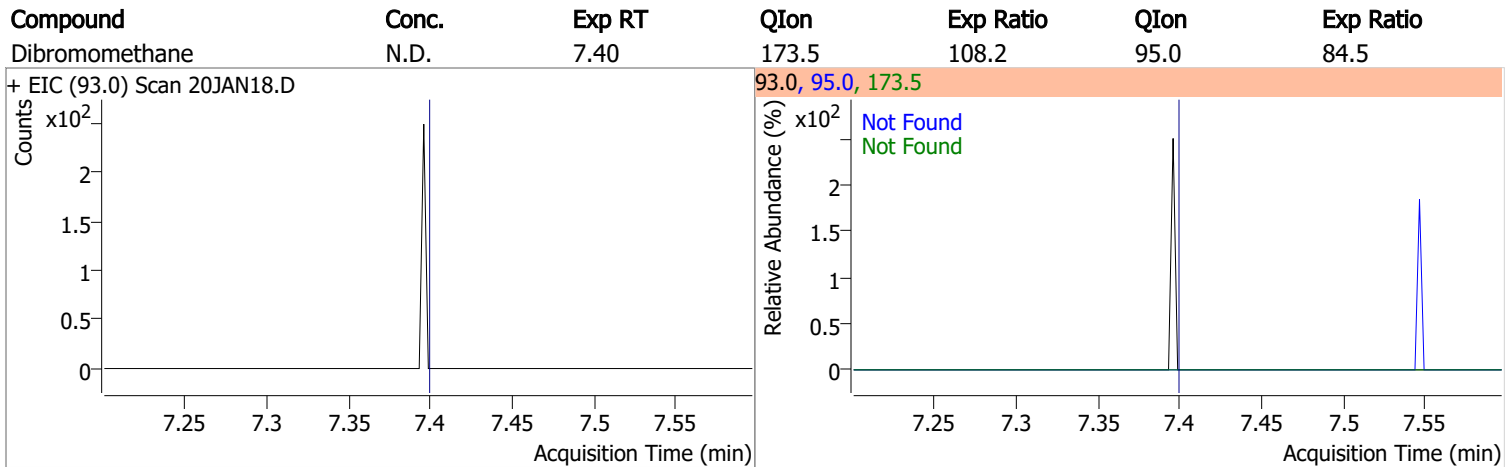 Compound Conc. Exp RT QIon Exp Ratio QIon Exp Ratio
Dibromomethane N.D. 7.40 173.5 108.2 95.0 84.5
+ EIC (93.0) Scan 20JAN18.D
Counts
x10²
2
1.5
1
0.5
0
7.25 7.3 7.35 7.4 7.45 7.5 7.55
Acquisition Time (min)
93.0, 95.0, 173.5
Relative Abundance (%)
x10²
Not Found
Not Found
2
1.5
1
0.5
0
7.25 7.3 7.35 7.4 7.45 7.5 7.55
Acquisition Time (min)